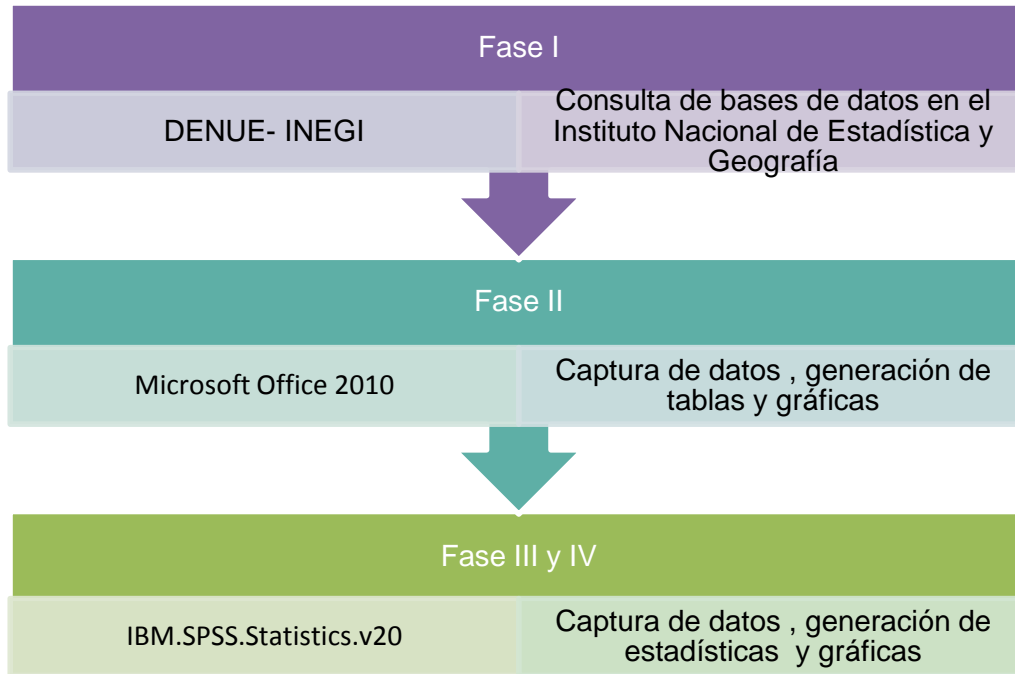 Fase I
DENUE- INEGI
Consulta de bases de datos en el
Instituto Nacional de Estadística y
Geografía
Fase II
Microsoft Office 2010
Captura de datos , generación de
tablas y gráficas
Fase III y IV
IBM.SPSS.Statistics.v20
Captura de datos , generación de
estadísticas y gráficas